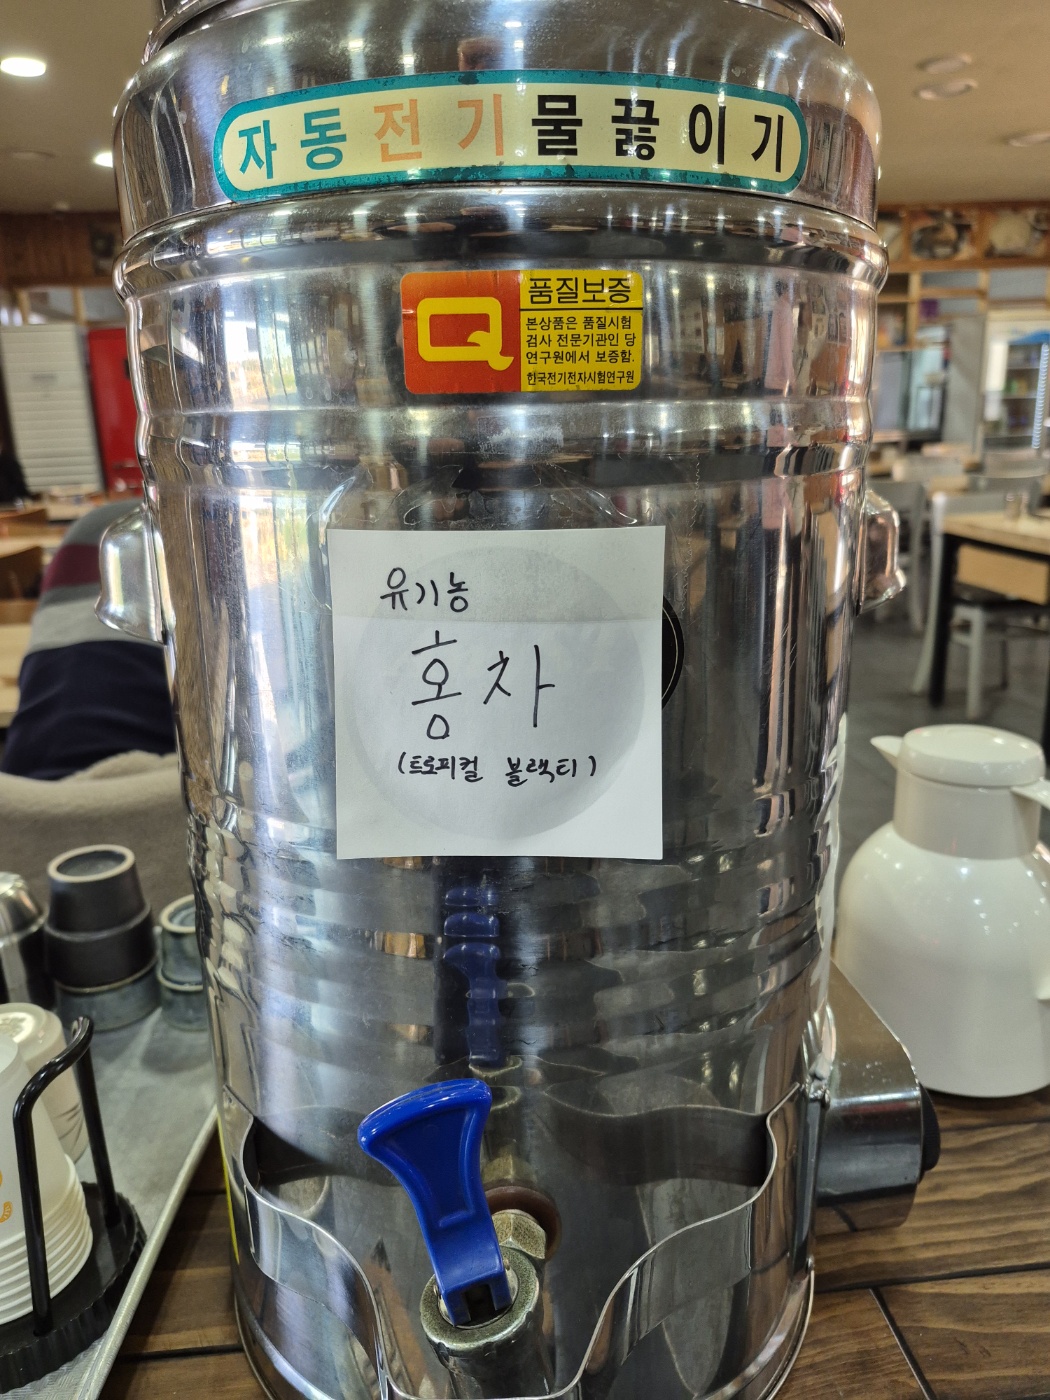 자동전기물끓이기
Q
품질보증
본상품은 품질시험
검사 전문기관인 당
연구원에서 보증함.
한국전기전자시험연구원
유기농
홍차
(트로피컬 블랙티)